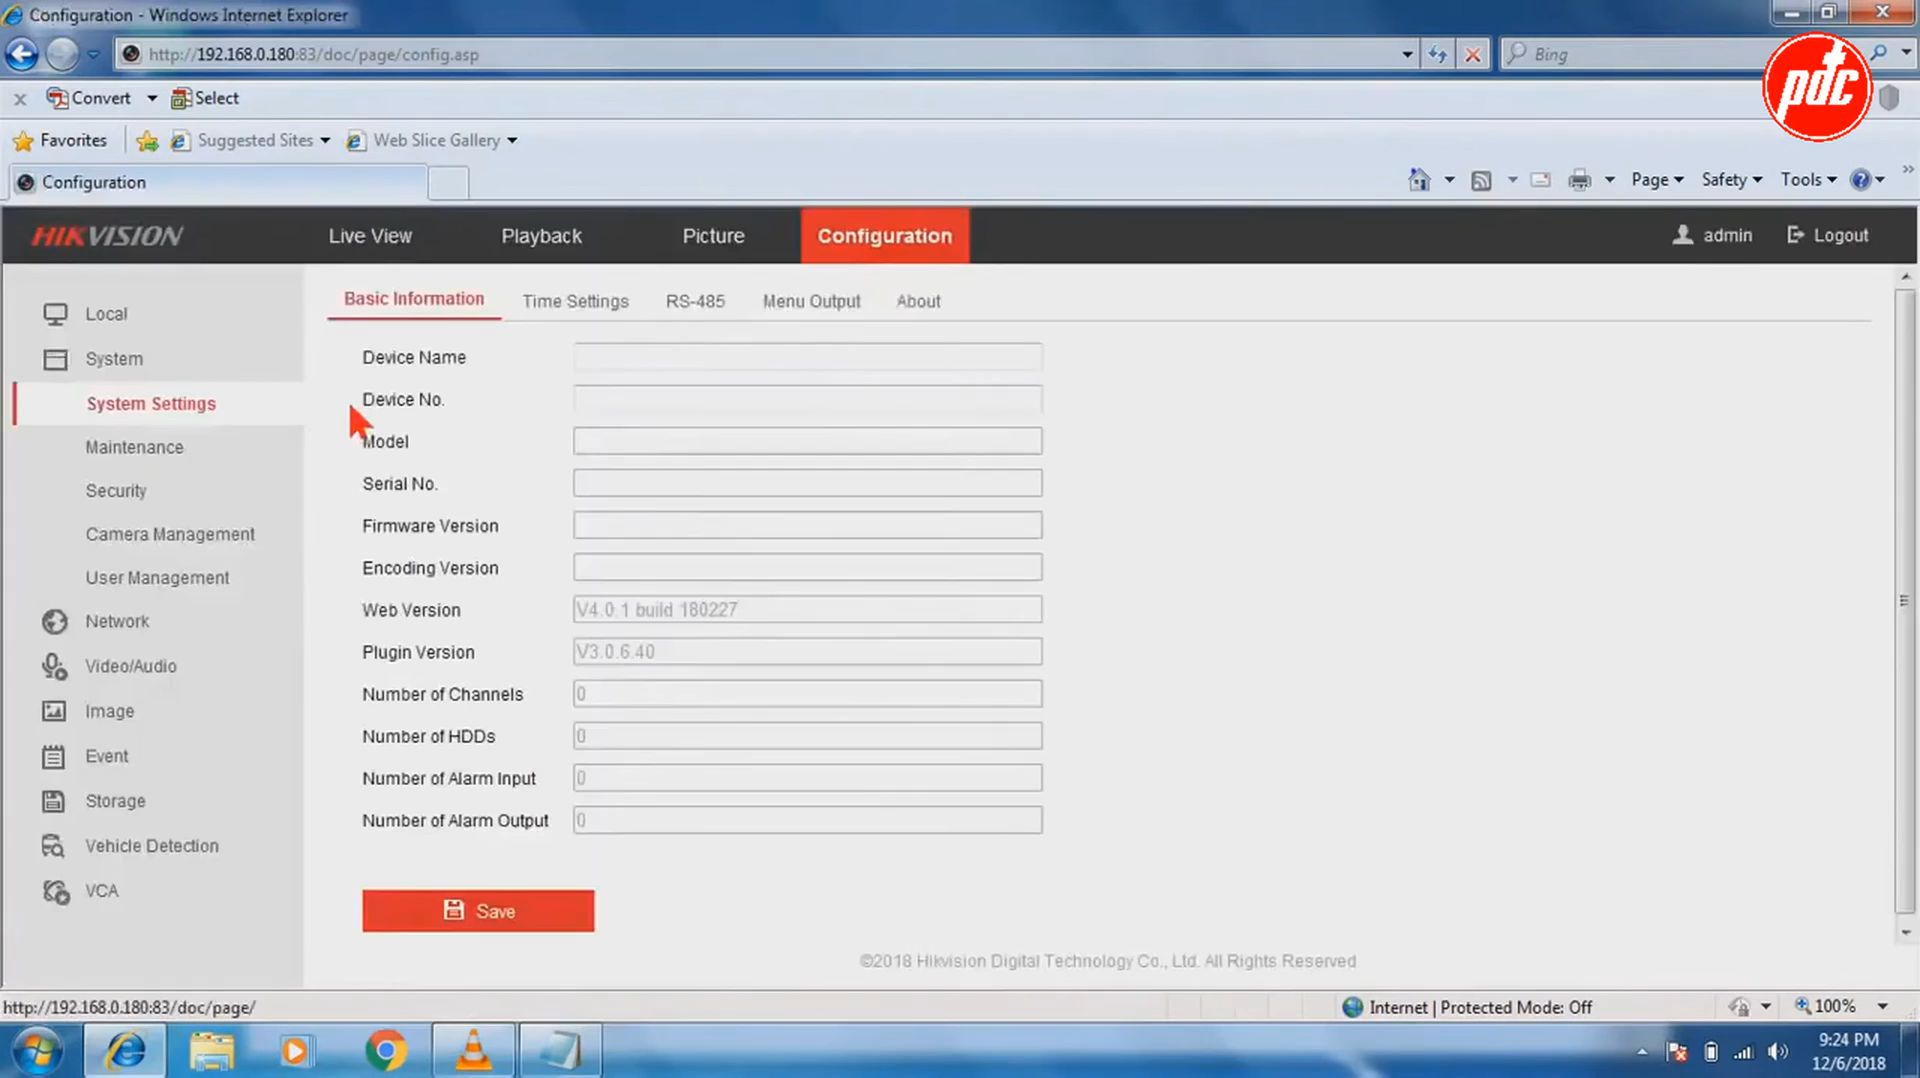 Configuration - Windows Internet Explorer
http://192.168.0.180:83/doc/page/config.asp
Bing
pdc
Convert Select
Favorites Suggested Sites Web Slice Gallery
Configuration
Page Safety Tools
HIKVISION Live View Playback Picture Configuration admin Logout
Local
System
System Settings
Maintenance
Security
Camera Management
User Management
Network
Video/Audio
Image
Event
Storage
Vehicle Detection
VCA
Basic Information Time Settings RS-485 Menu Output About
Device Name
Device No.
Model
Serial No.
Firmware Version
Encoding Version
Web Version V4.0.1 build 180227
Plugin Version V3.0.6.40
Number of Channels 0
Number of HDDs 0
Number of Alarm Input 0
Number of Alarm Output 0
Save
©2018 Hikvision Digital Technology Co., Ltd. All Rights Reserved
http://192.168.0.180:83/doc/page/
Internet | Protected Mode: Off
100%
9:24 PM
12/6/2018